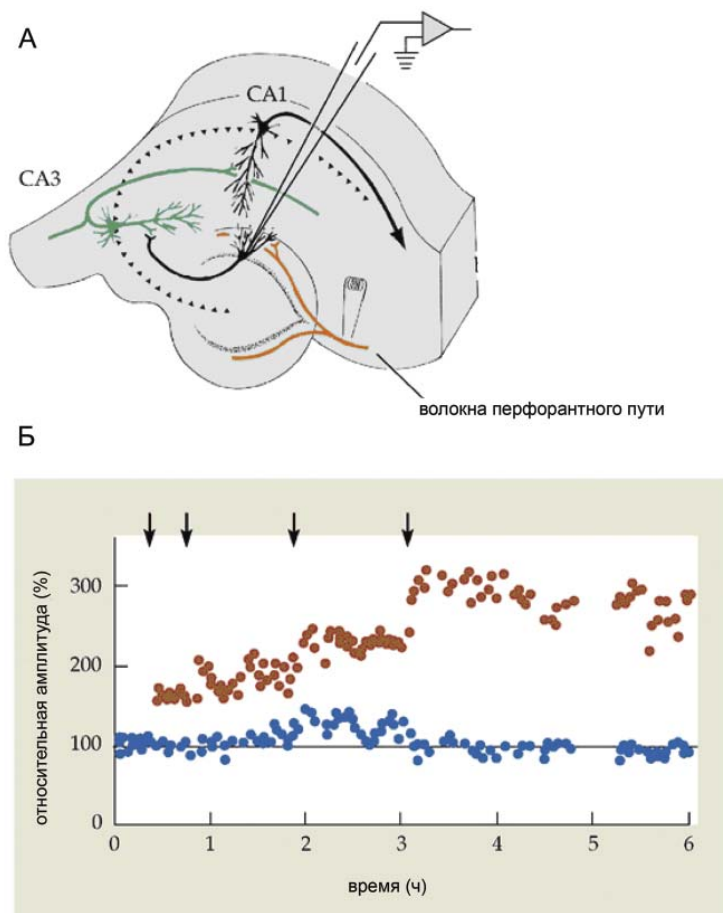 А
CA1
CA3
волокна перфорантного пути
Б
относительная амплитуда (%)
300
200
100
0
0 1 2 3 4 5 6
время (ч)